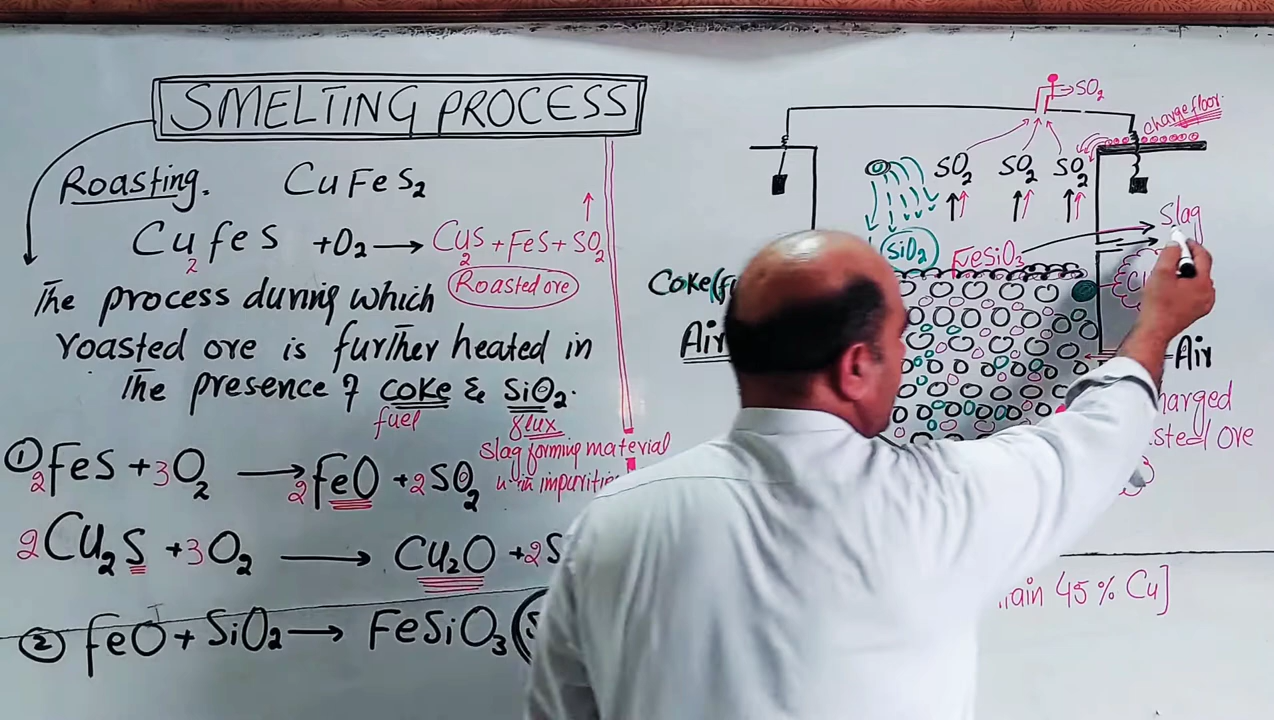 SMELTING PROCESS
Roasting. CuFeS2
Cu2feS +O2 → Cu2S + FeS + SO2
Roasted ore
The process during which
roasted ore is further heated in
The presence of coke & SiO2.
fuel flux
Slag forming material
① 2FeS + 3O2 → 2FeO + 2SO2
2Cu2S + 3O2 → Cu2O + 2S
② feO + SiO2 → FeSiO3
SO2
charge floor
SO2 SO2 SO2
Slag
SiO2 FeSiO3
Coke
Air
Air
harged
sted ore
45% Cu]